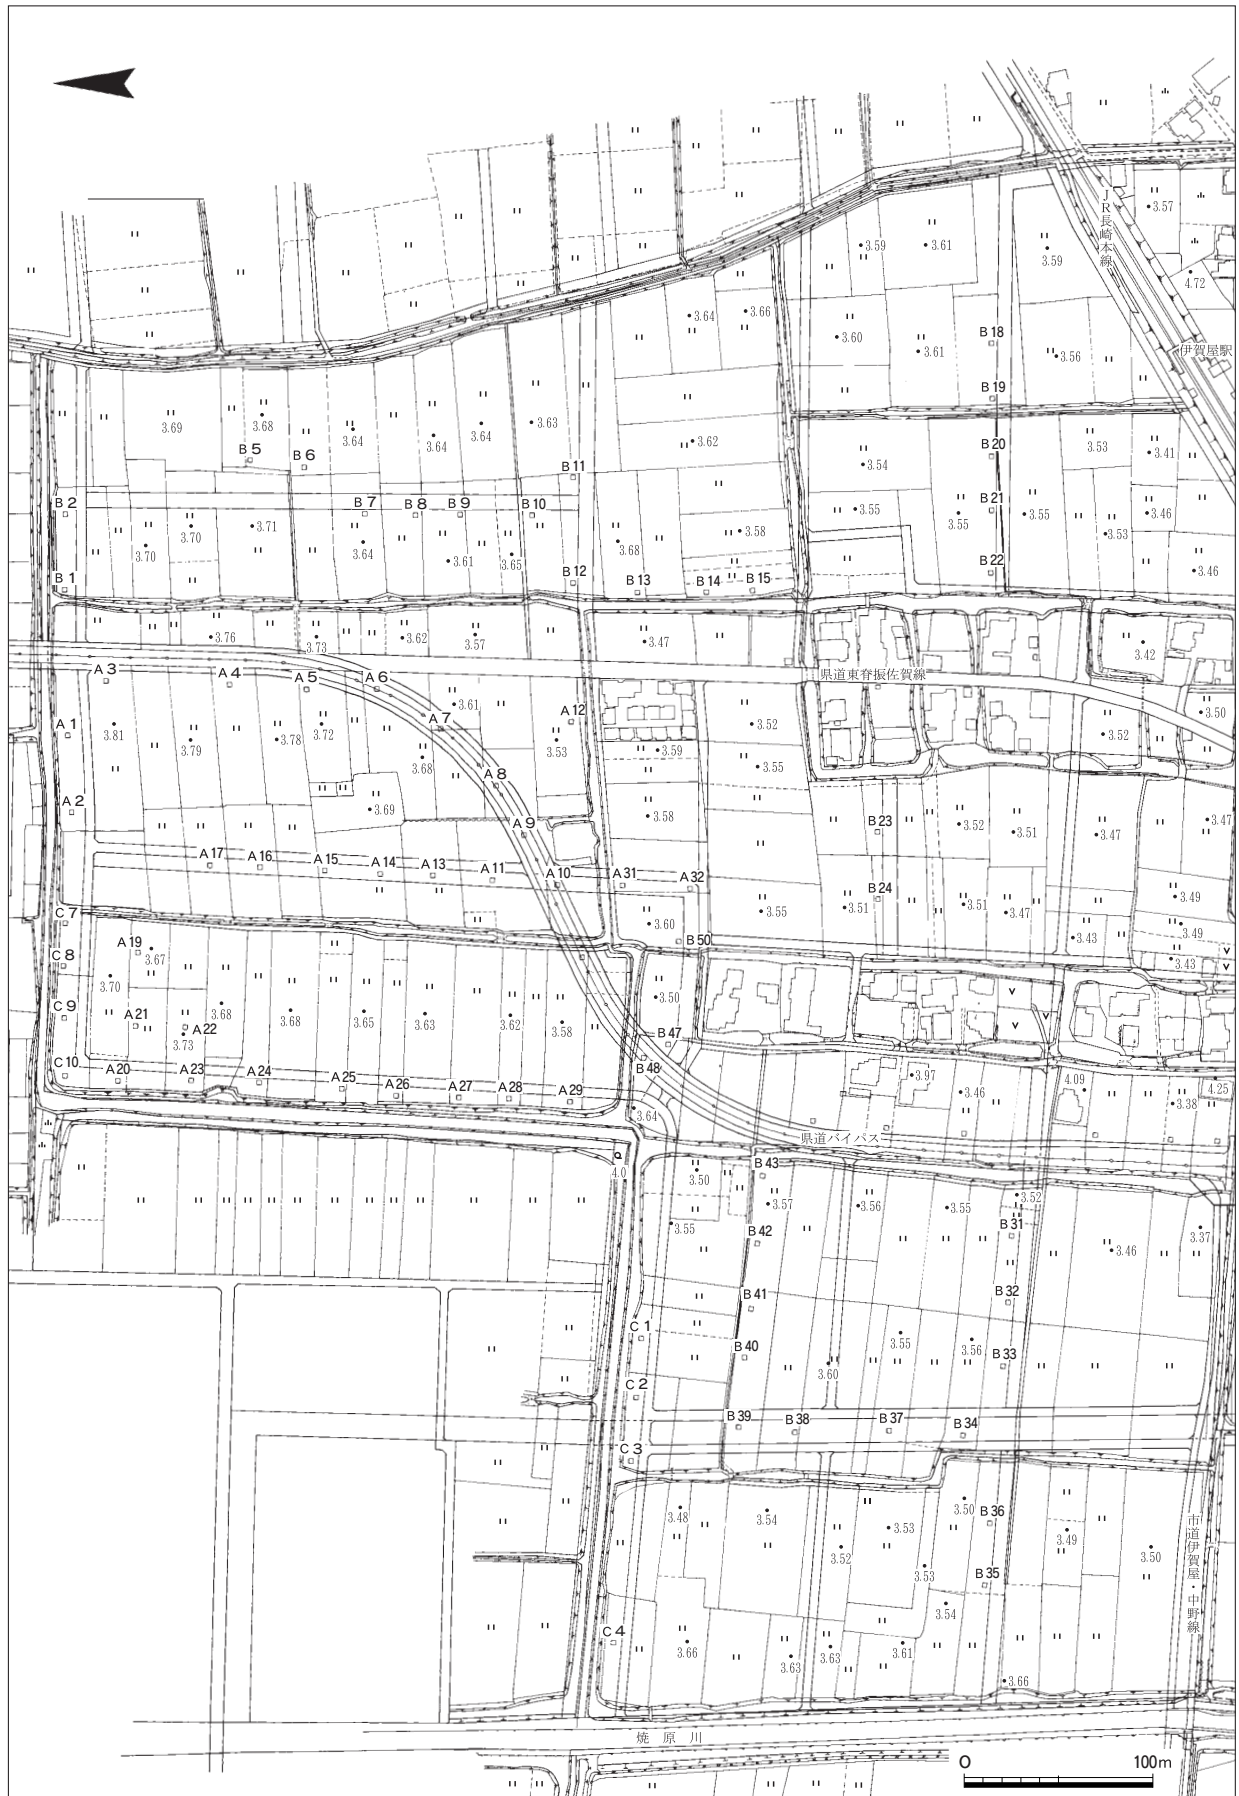 3.57
JR長崎本線
3.59
3.61
3.59
4.72
3.64
3.66
3.60
3.61
B18
3.56
伊賀屋駅
B19
3.69
3.68
3.64
3.64
3.64
3.63
3.62
3.54
B20
3.53
3.41
B5
B6
B11
B2
B7
B8
B9
B10
B21
3.70
3.70
3.71
3.64
3.61
3.65
3.68
3.58
3.55
3.55
3.55
3.53
3.46
3.46
B1
B12
B13
B14
B15
B22
3.76
3.73
3.62
3.57
3.47
3.42
県道東脊振佐賀線
A3
A4
A5
A6
A7
A12
3.61
3.50
A1
3.81
3.79
3.78
3.72
3.68
3.53
3.59
3.52
3.52
3.55
A8
A2
3.69
A9
3.58
B23
3.52
3.51
3.47
3.47
A17
A16
A15
A14
A13
A11
A10
A31
A32
B24
3.60
3.55
3.51
3.51
3.47
3.49
3.49
3.43
3.43
C7
B50
C8
A19
3.67
3.70
C9
A21
A22
3.73
3.68
3.68
3.65
3.63
3.62
3.58
3.50
B47
B48
C10
A20
A23
A24
A25
A26
A27
A28
A29
3.64
3.97
3.46
4.09
4.25
3.38
県道バイパス
4.0
3.50
B43
3.57
3.56
3.55
3.52
3.55
B42
B31
3.46
3.37
B32
B41
C1
3.55
3.56
B40
3.60
B33
C2
B39
B38
B37
B34
C3
3.48
3.54
3.53
3.50
B36
3.49
3.50
3.52
3.53
B35
3.54
市道伊賀屋・中野線
C4
3.66
3.63
3.63
3.61
3.66
焼原川
0 100m